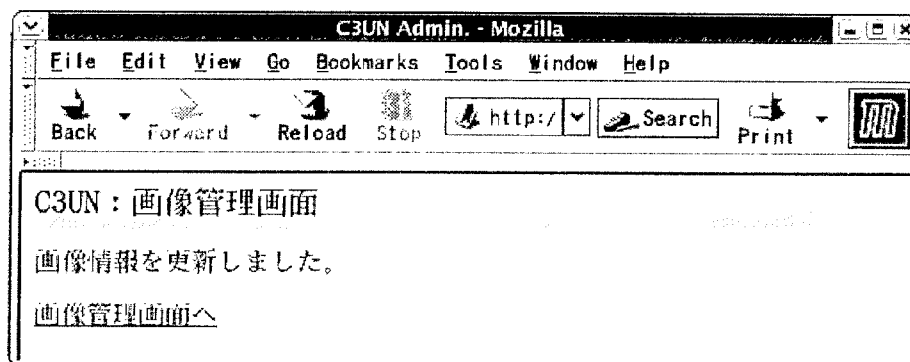 C3UN Admin. - Mozilla
File Edit View Go Bookmarks Tools Window Help
Back Forward Reload Stop http:/ Search Print
C3UN：画像管理画面
画像情報を更新しました。
画像管理画面へ